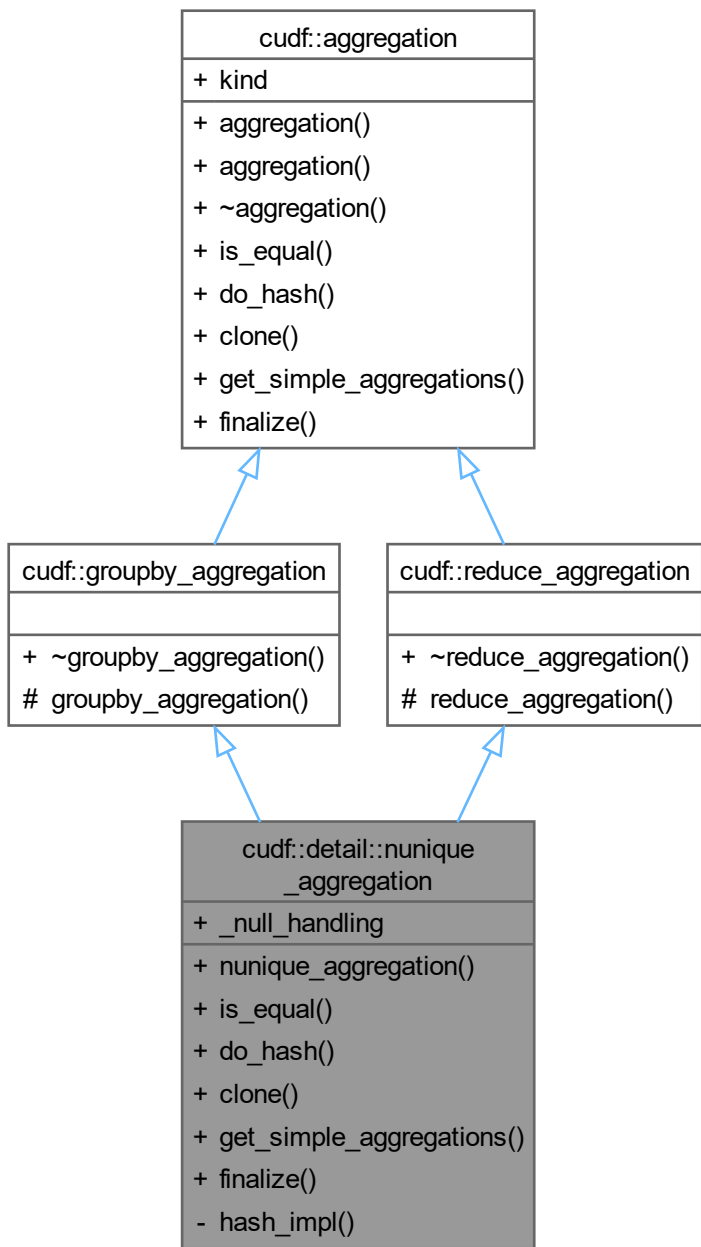 cudf::aggregation
+ kind
+ aggregation()
+ aggregation()
+ ~aggregation()
+ is_equal()
+ do_hash()
+ clone()
+ get_simple_aggregations()
+ finalize()
cudf::groupby_aggregation
+ ~groupby_aggregation()
# groupby_aggregation()
cudf::reduce_aggregation
+ ~reduce_aggregation()
# reduce_aggregation()
cudf::detail::nunique
_aggregation
+ _null_handling
+ nunique_aggregation()
+ is_equal()
+ do_hash()
+ clone()
+ get_simple_aggregations()
+ finalize()
- hash_impl()